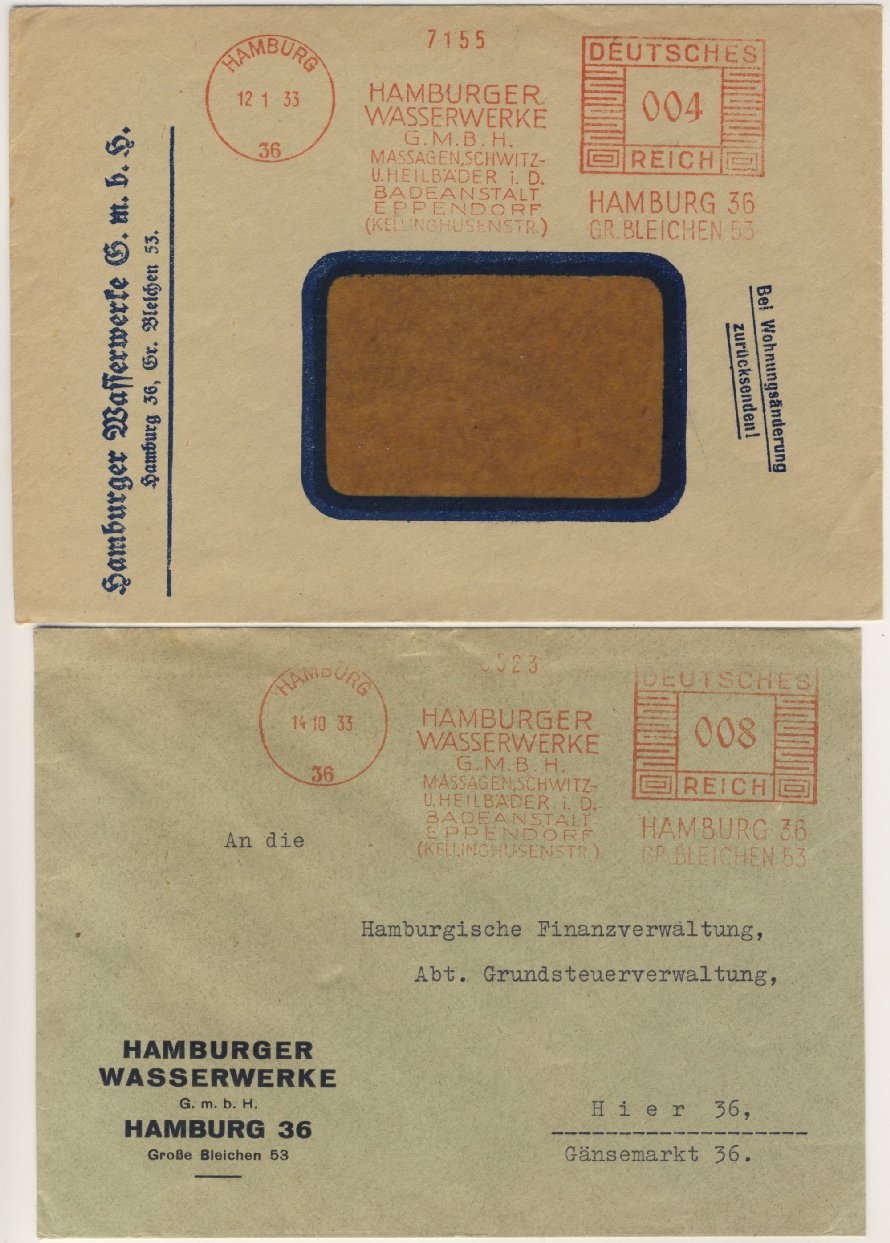 HAMBURG
12 1 33
36
7155
HAMBURGER
WASSERWERKE
G.M.B.H.
MASSAGEN,SCHWITZ-
U.HEILBÄDER i. D.
BADEANSTALT
EPPENDORF
(KELLINGHUSENSTR.)
DEUTSCHES
004
REICH
HAMBURG 36
GR.BLEICHEN 53
Hamburger Wasserwerke G. m. b. H.
Hamburg 36, Gr. Bleichen 53.
Bei Wohnungsänderung
zurücksenden!
HAMBURG
14 10 33
36
HAMBURGER
WASSERWERKE
G.M.B.H.
MASSAGEN,SCHWITZ-
U.HEILBÄDER i. D.
BADEANSTALT
EPPENDORF
(KELLINGHUSENSTR.)
DEUTSCHES
008
REICH
HAMBURG 36
GR.BLEICHEN 53
An die
Hamburgische Finanzverwaltung,
Abt. Grundsteuerverwaltung,
Hier 36,
Gänsemarkt 36.
HAMBURGER
WASSERWERKE
G. m. b. H.
HAMBURG 36
Große Bleichen 53